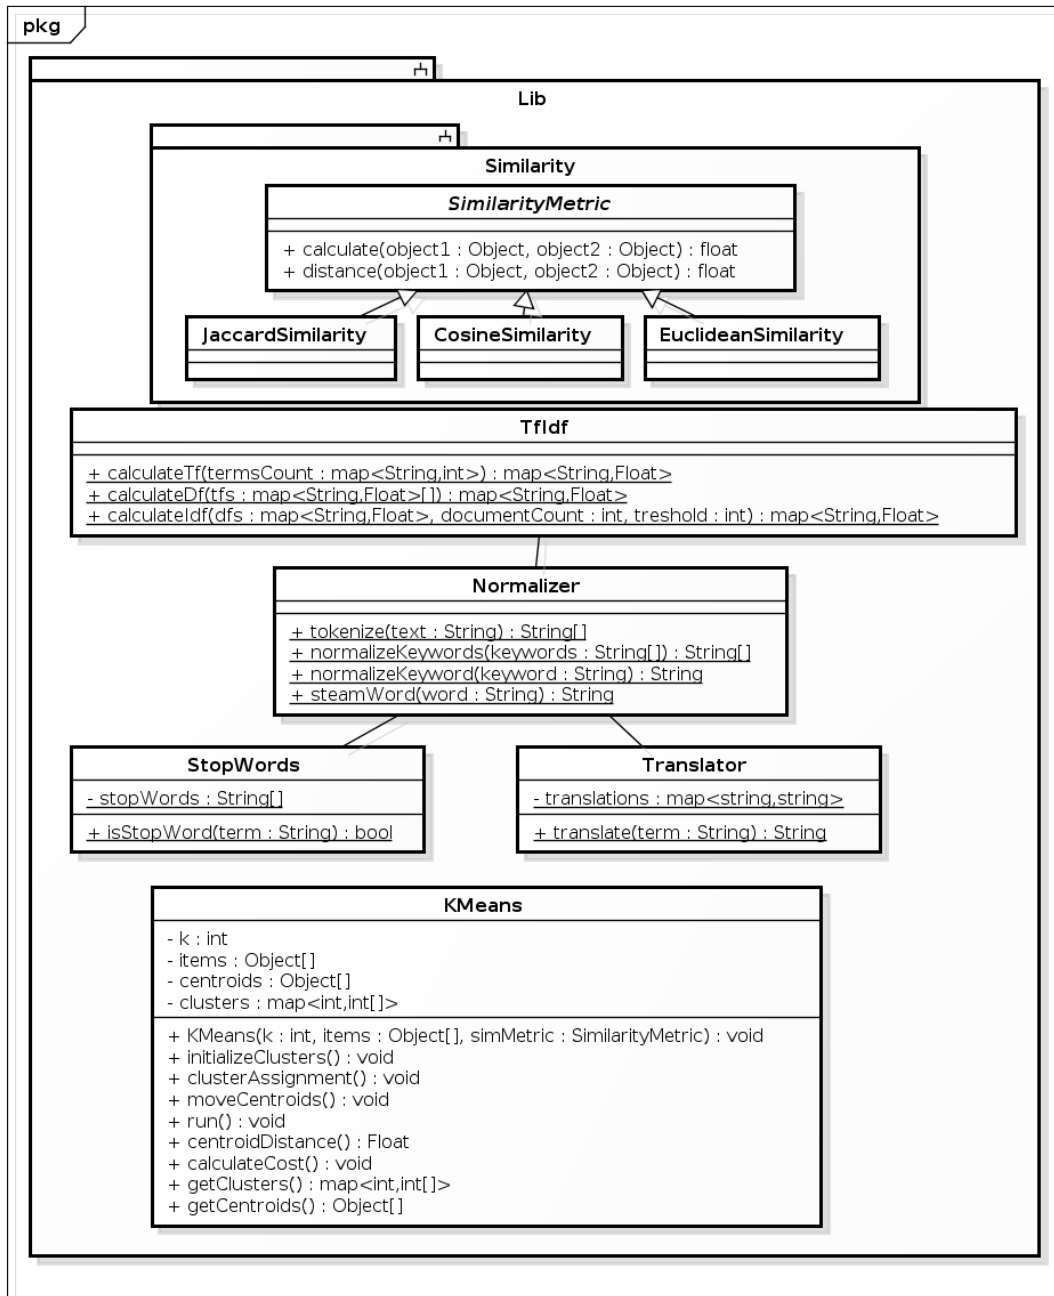 pkg
Lib
Similarity
SimilarityMetric
+ calculate(object1 : Object, object2 : Object) : float
+ distance(object1 : Object, object2 : Object) : float
JaccardSimilarity
CosineSimilarity
EuclideanSimilarity
TfIdf
+ calculateTf(termsCount : map<String,int>) : map<String,Float>
+ calculateDf(tfs : map<String,Float>[]) : map<String,Float>
+ calculateIdf(dfs : map<String,Float>, documentCount : int, treshold : int) : map<String,Float>
Normalizer
+ tokenize(text : String) : String[]
+ normalizeKeywords(keywords : String[]) : String[]
+ normalizeKeyword(keyword : String) : String
+ steamWord(word : String) : String
StopWords
- stopWords : String[]
+ isStopWord(term : String) : bool
Translator
- translations : map<string,string>
+ translate(term : String) : String
KMeans
- k : int
- items : Object[]
- centroids : Object[]
- clusters : map<int,int[]>
+ KMeans(k : int, items : Object[], simMetric : SimilarityMetric) : void
+ initializeClusters() : void
+ clusterAssignment() : void
+ moveCentroids() : void
+ run() : void
+ centroidDistance() : Float
+ calculateCost() : void
+ getClusters() : map<int,int[]>
+ getCentroids() : Object[]